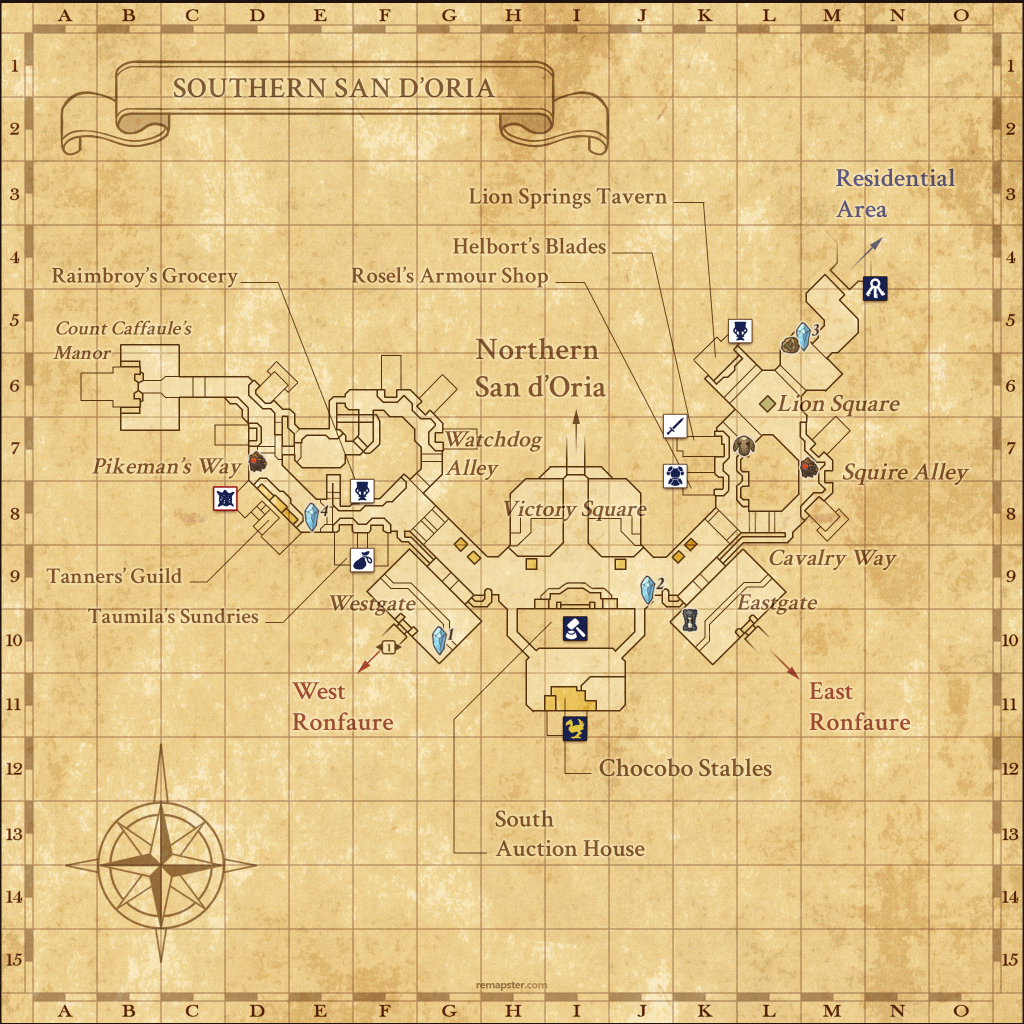 A B C D E F G H I J K L M N O
1 1
SOUTHERN SAN D'ORIA
2 2
3 3
Residential
Area
Lion Springs Tavern
4 4
Helbort's Blades
Raimbroy's Grocery
Rosel's Armour Shop
5 5
3
Count Caffaule's
Manor
Northern
San d'Oria
6 6
Lion Square
7 7
Watchdog
Alley
Pikeman's Way
Squire Alley
8 8
4
Victory Square
Cavalry Way
9 9
Tanners' Guild
2
Taumila's Sundries
Westgate
Eastgate
10 10
1
I
West
Ronfaure
East
Ronfaure
11 11
12 12
Chocobo Stables
13 13
South
Auction House
14 14
15 15
remapster.com
A B C D E F G H I J K L M N O